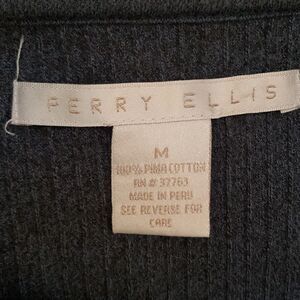 PERRY ELLIS
M
100% PIMA COTTON
RN # 37763
MADE IN PERU
SEE REVERSE FOR
CARE